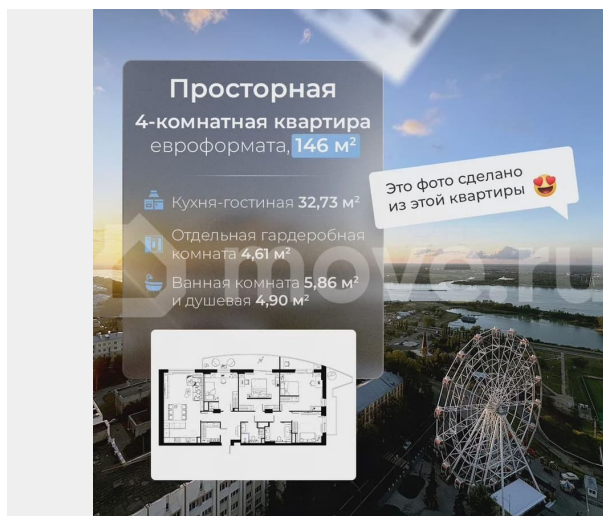 Просторная
4-комнатная квартира
евроформата, 146 м²
Кухня-гостиная 32,73 м²
Отдельная гардеробная
комната 4,61 м²
Ванная комната 5,86 м²
и душевая 4,90 м²
Это фото сделано
из этой квартиры
move.ru